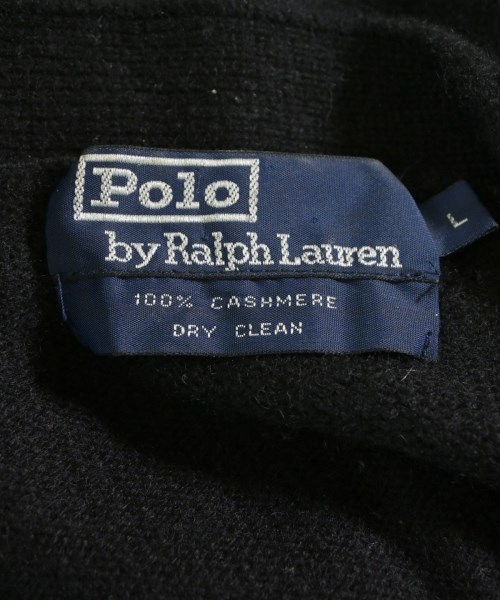 Polo
by Ralph Lauren
L
100% CASHMERE
DRY CLEAN